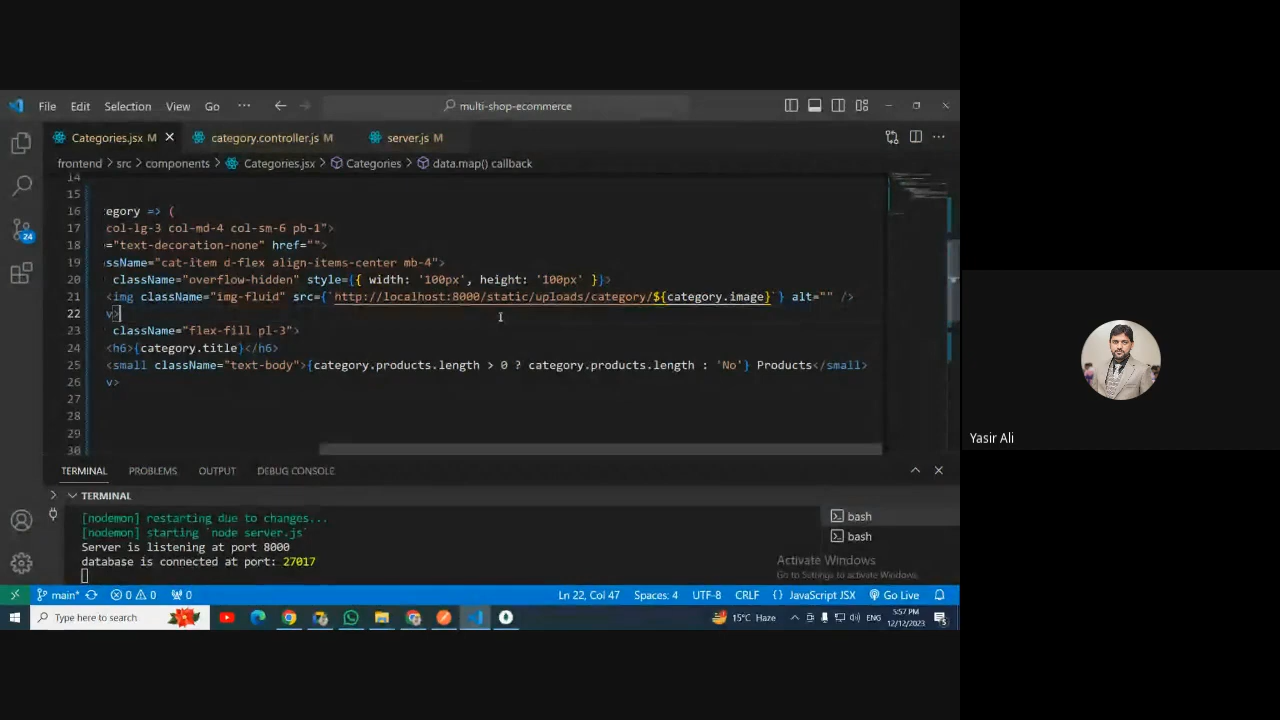 File Edit Selection View Go ··· multi-shop-ecommerce
Categories.jsx M category.controller.js M server.js M
frontend > src > components > Categories.jsx > Categories > data.map() callback
14
15
16 egory => (
17 col-lg-3 col-md-4 col-sm-6 pb-1">
18 ="text-decoration-none" href="">
19 ssName="cat-item d-flex align-items-center mb-4">
20 className="overflow-hidden" style={{ width: '100px', height: '100px' }}>
21 <img className="img-fluid" src={`http://localhost:8000/static/uploads/category/${category.image}`} alt="" />
22 v>
23 className="flex-fill pl-3">
24 <h6>{category.title}</h6>
25 <small className="text-body">{category.products.length > 0 ? category.products.length : 'No'} Products</small>
26 v>
27
28
29
30
Yasir Ali
TERMINAL PROBLEMS OUTPUT DEBUG CONSOLE
TERMINAL
[nodemon] restarting due to changes...
[nodemon] starting `node server.js`
Server is listening at port 8000
database is connected at port: 27017
bash
bash
Activate Windows
Go to Settings to activate Windows.
24
main* 0 0 0 Ln 22, Col 47 Spaces: 4 UTF-8 CRLF {} JavaScript JSX Go Live
Type here to search 15°C Haze ENG 5:57 PM 12/12/2023